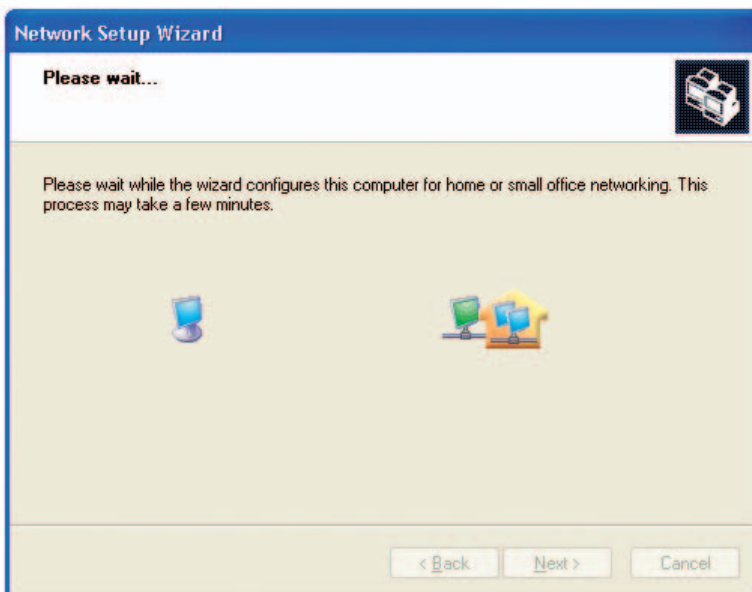 Network Setup Wizard
Please wait...
Please wait while the wizard configures this computer for home or small office networking. This
process may take a few minutes.
< Back
Next >
Cancel